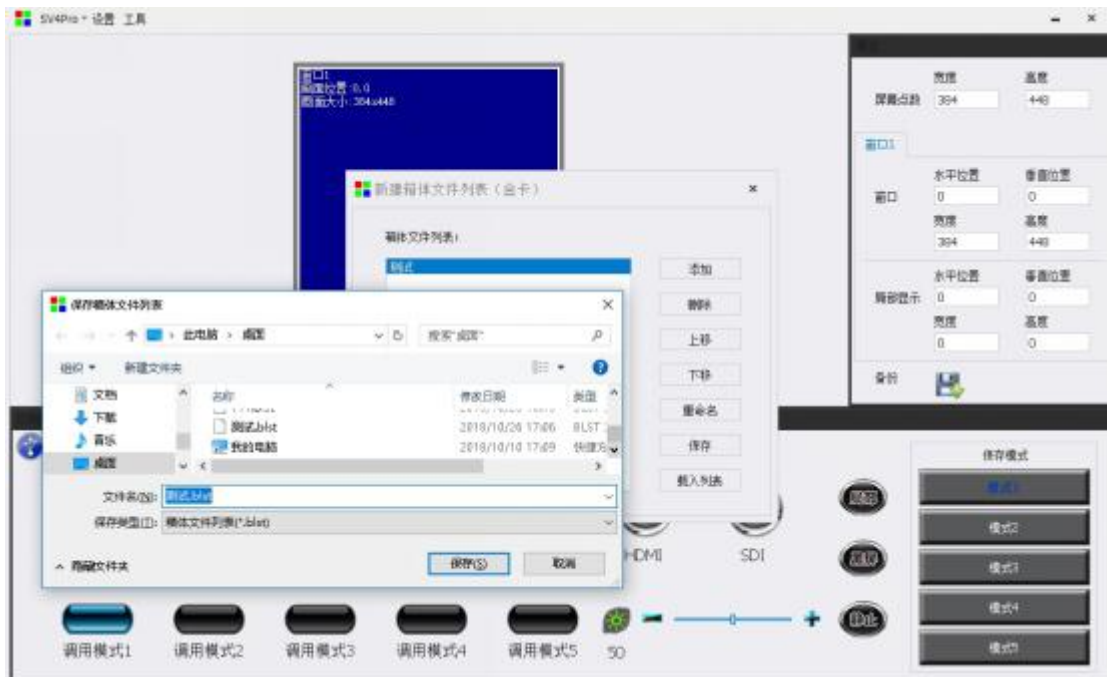 SV4Pro 设置 工具
窗口1
画面位置:0,0
画面大小:384x448
宽度 高度
屏幕点数 384 448
窗口1
水平位置 垂直位置
窗口 0 0
宽度 高度
384 448
水平位置 垂直位置
局部显示 0 0
宽度 高度
0 0
备份
新建箱体文件列表(盒卡)
箱体文件列表:
测试
添加
删除
上移
下移
重命名
保存
载入列表
保存箱体文件列表
此电脑 › 桌面
搜索"桌面"
组织 新建文件夹
文档
下载
音乐
桌面
名称 修改日期 类型
测试.blst 2018/10/26 17:06 BLST
我的电脑 2018/10/10 17:09
文件名(N): 测试.blst
保存类型(T): 箱体文件列表(*.blst)
隐藏文件夹
保存(S) 取消
HDMI SDI
保存模式
模式2
模式3
模式4
模式5
调用模式1 调用模式2 调用模式3 调用模式4 调用模式5 50